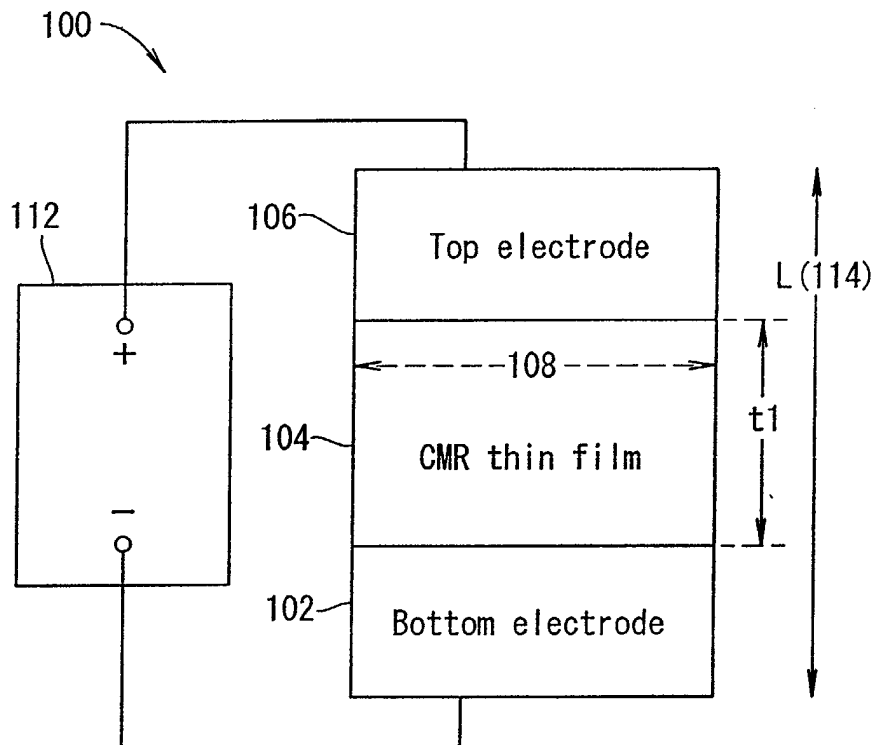 100
112
106
Top electrode
L(114)
+
108
t1
104
CMR thin film
−
102
Bottom electrode